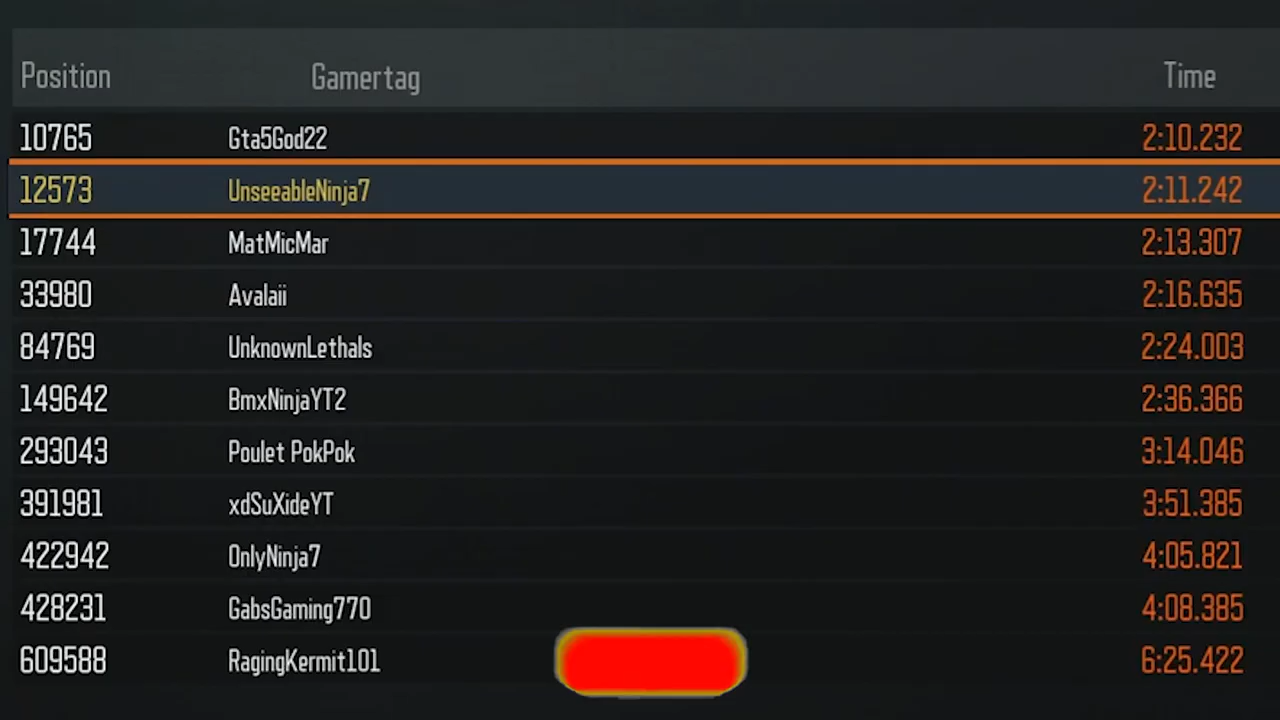 Position Gamertag Time
10765 Gta5God22 2:10.232
12573 UnseeableNinja7 2:11.242
17744 MatMicMar 2:13.307
33980 Avalaii 2:16.635
84769 UnknownLethals 2:24.003
149642 BmxNinjaYT2 2:36.366
293043 Poulet PokPok 3:14.046
391981 xdSuXideYT 3:51.385
422942 OnlyNinja7 4:05.821
428231 GabsGaming770 4:08.385
609588 RagingKermit101 6:25.422